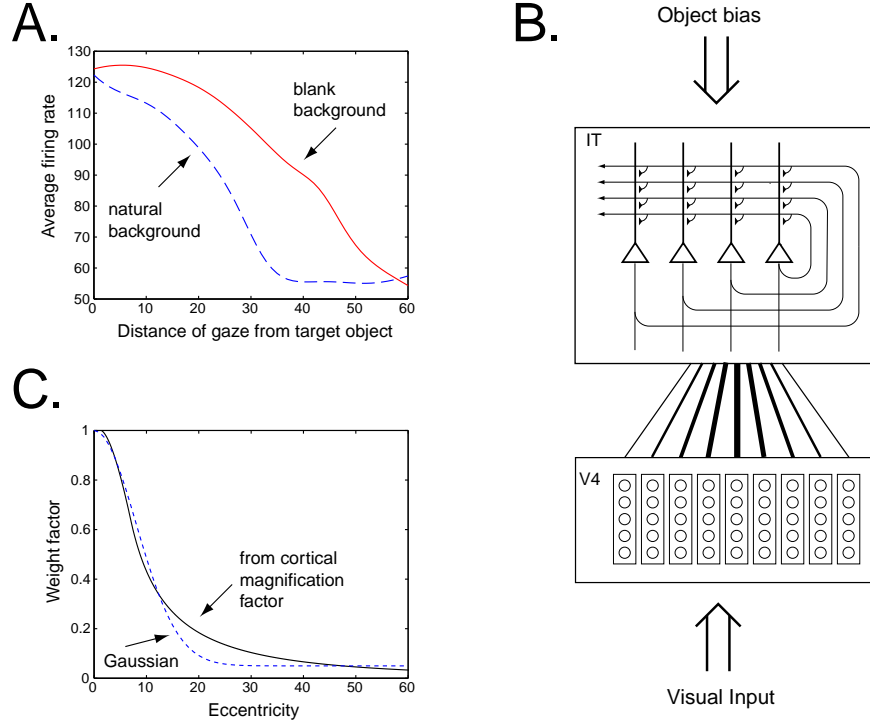 A.
130
120
110
100
90
80
70
60
50
0
10
20
30
40
50
60
Average firing rate
Distance of gaze from target object
blank
background
natural
background
B.
Object bias
IT
V4
Visual Input
C.
1
0.8
0.6
0.4
0.2
0
0
10
20
30
40
50
60
Weight factor
Eccentricity
from cortical
magnification
factor
Gaussian